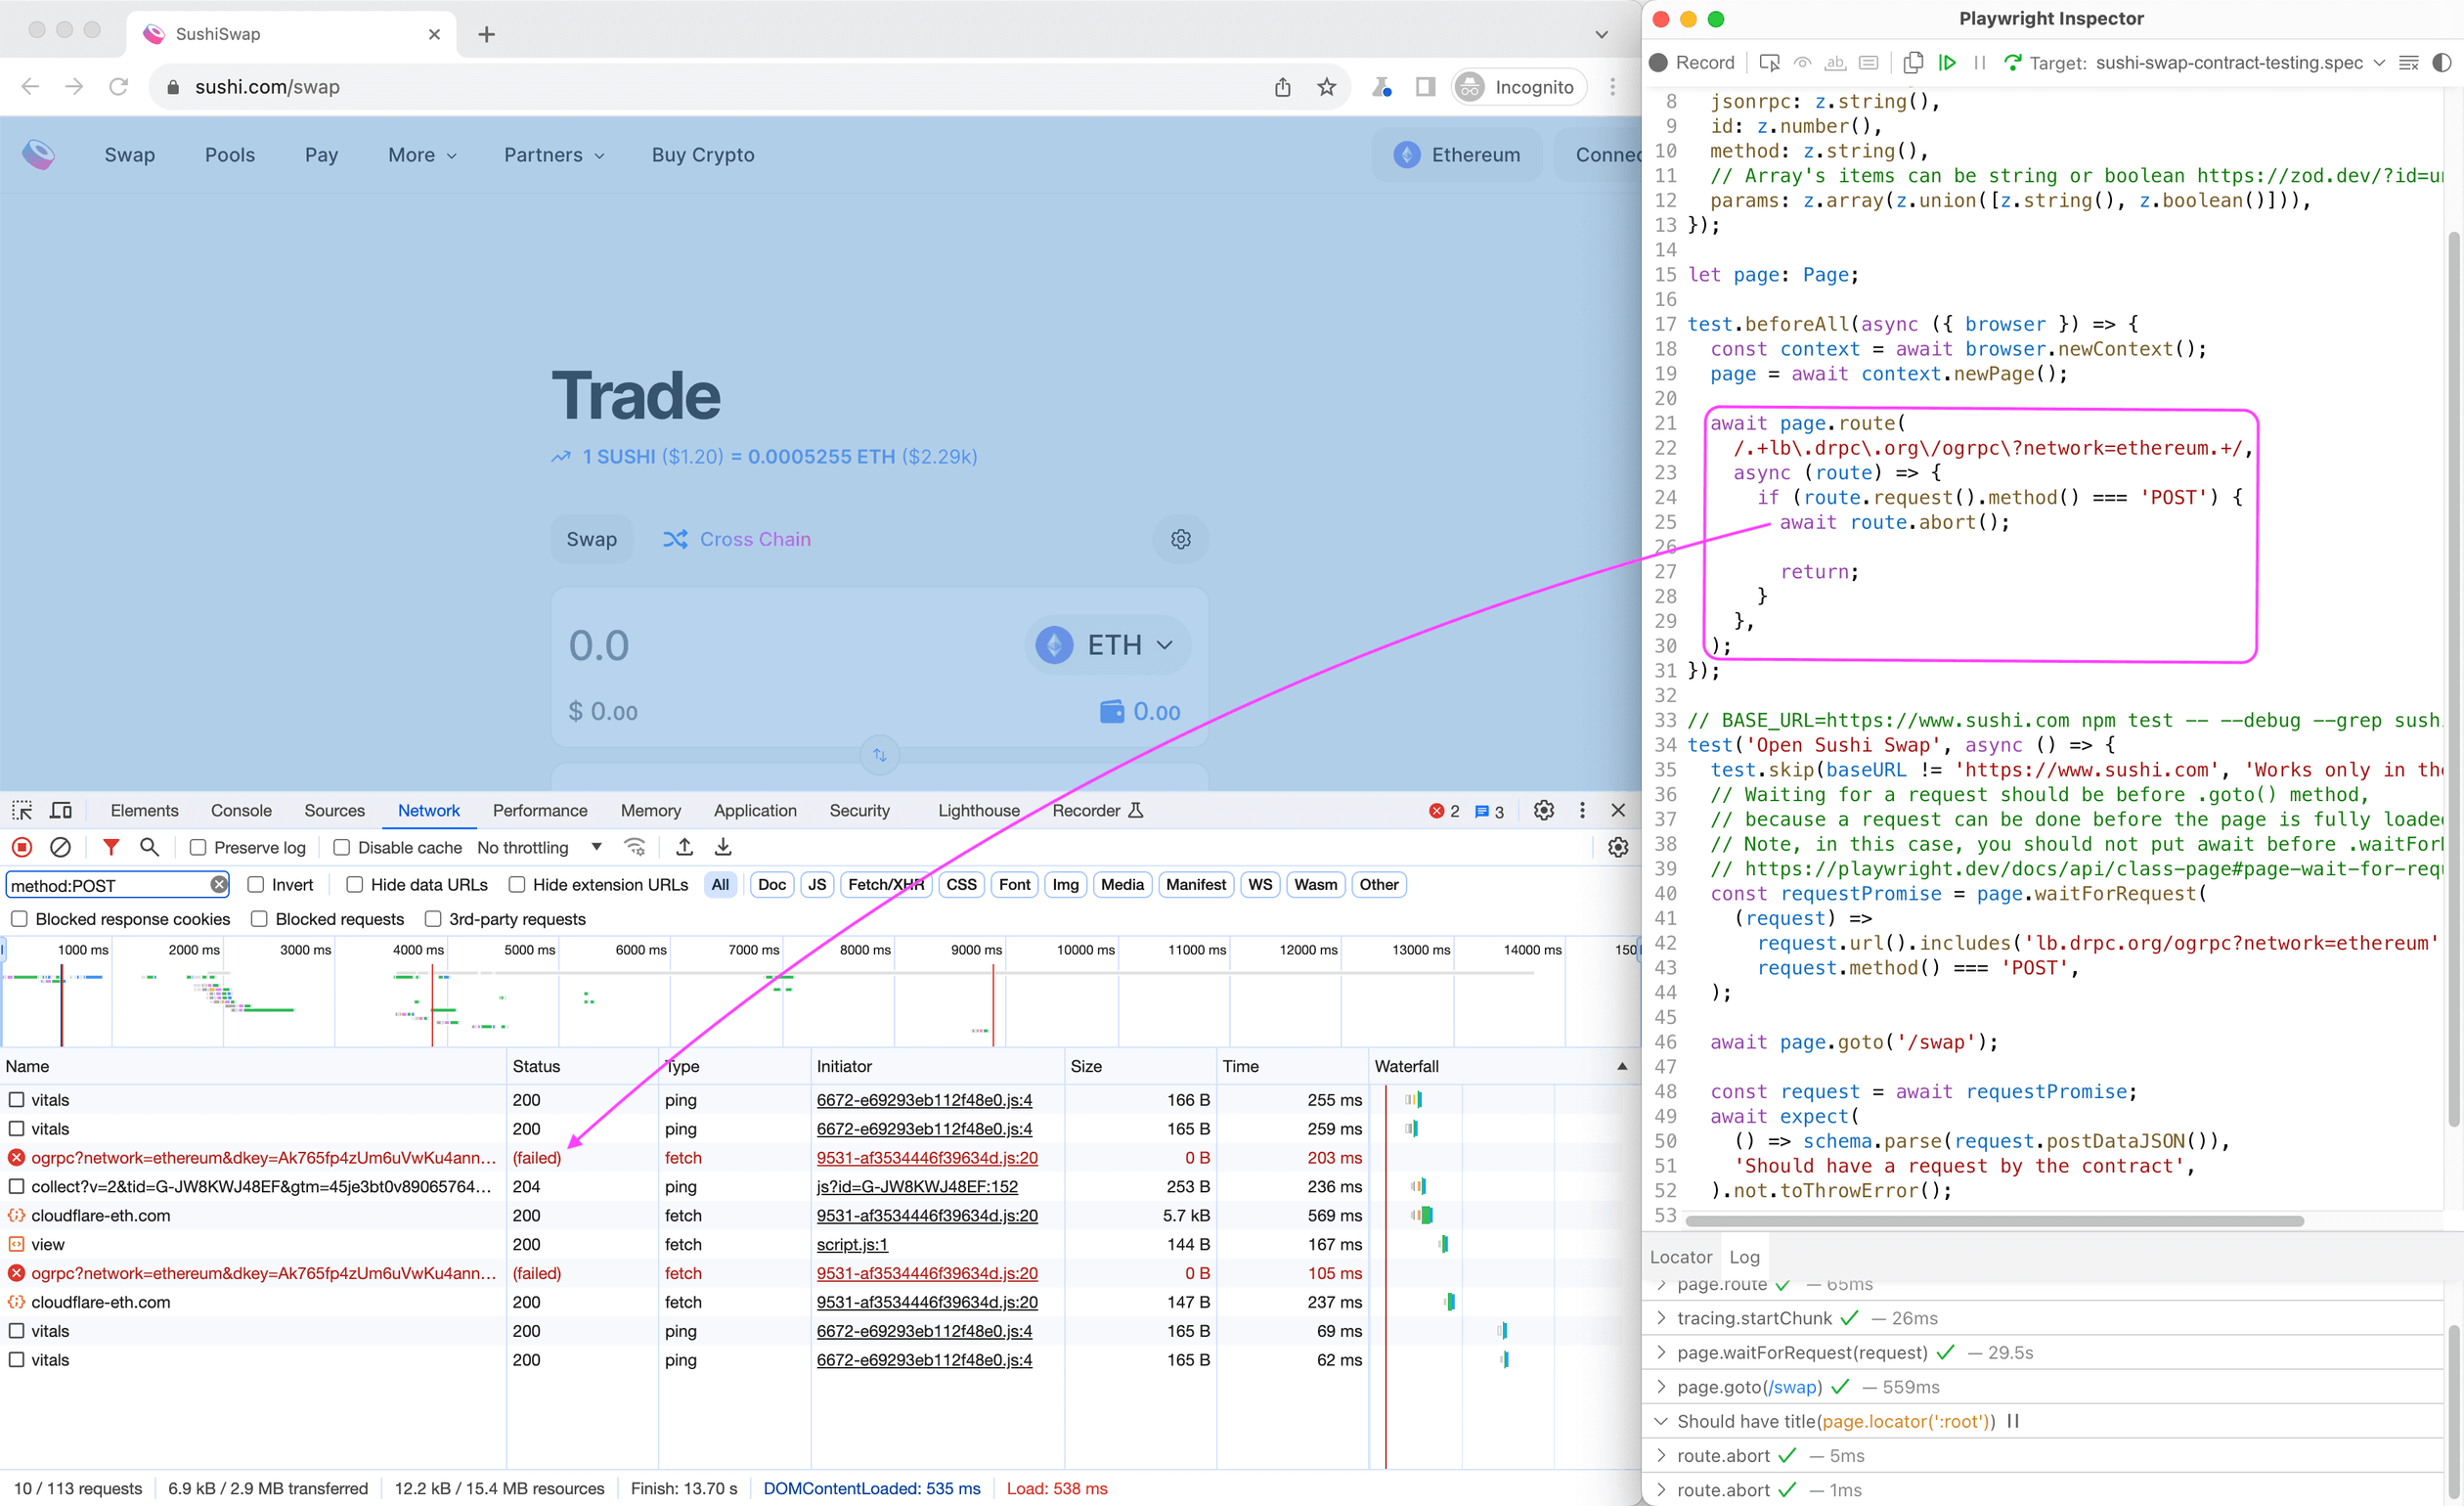 SushiSwap
sushi.com/swap
Incognito
Swap
Pools
Pay
More
Partners
Buy Crypto
Ethereum
Connec
Trade
1 SUSHI ($1.20) = 0.0005255 ETH ($2.29k)
Swap
Cross Chain
0.0
ETH
$ 0.00
0.00
Elements Console Sources Network Performance Memory Application Security Lighthouse Recorder 2 3
Preserve log Disable cache No throttling
method:POST Invert Hide data URLs Hide extension URLs All Doc JS Fetch/XHR CSS Font Img Media Manifest WS Wasm Other
Blocked response cookies Blocked requests 3rd-party requests
1000 ms 2000 ms 3000 ms 4000 ms 5000 ms 6000 ms 7000 ms 8000 ms 9000 ms 10000 ms 11000 ms 12000 ms 13000 ms 14000 ms 150
Name Status Type Initiator Size Time Waterfall
vitals 200 ping 6672-e69293eb112f48e0.js:4 166 B 255 ms
vitals 200 ping 6672-e69293eb112f48e0.js:4 165 B 259 ms
ogrpc?network=ethereum&dkey=Ak765fp4zUm6uVwKu4ann... (failed) fetch 9531-af3534446f39634d.js:20 0 B 203 ms
collect?v=2&tid=G-JW8KWJ48EF&gtm=45je3bt0v89065764... 204 ping js?id=G-JW8KWJ48EF:152 253 B 236 ms
cloudflare-eth.com 200 fetch 9531-af3534446f39634d.js:20 5.7 kB 569 ms
view 200 fetch script.js:1 144 B 167 ms
ogrpc?network=ethereum&dkey=Ak765fp4zUm6uVwKu4ann... (failed) fetch 9531-af3534446f39634d.js:20 0 B 105 ms
cloudflare-eth.com 200 fetch 9531-af3534446f39634d.js:20 147 B 237 ms
vitals 200 ping 6672-e69293eb112f48e0.js:4 165 B 69 ms
vitals 200 ping 6672-e69293eb112f48e0.js:4 165 B 62 ms
10 / 113 requests 6.9 kB / 2.9 MB transferred 12.2 kB / 15.4 MB resources Finish: 13.70 s DOMContentLoaded: 535 ms Load: 538 ms
Playwright Inspector
Record ab Target: sushi-swap-contract-testing.spec
8 jsonrpc: z.string(),
9 id: z.number(),
10 method: z.string(),
11 // Array's items can be string or boolean https://zod.dev/?id=u
12 params: z.array(z.union([z.string(), z.boolean()])),
13 });
14
15 let page: Page;
16
17 test.beforeAll(async ({ browser }) => {
18 const context = await browser.newContext();
19 page = await context.newPage();
20
21 await page.route(
22 /.+lb\.drpc\.org\/ogrpc\?network=ethereum.+/,
23 async (route) => {
24 if (route.request().method() === 'POST') {
25 await route.abort();
26
27 return;
28 }
29 },
30 );
31 });
32
33 // BASE_URL=https://www.sushi.com npm test -- --debug --grep sush
34 test('Open Sushi Swap', async () => {
35 test.skip(baseURL != 'https://www.sushi.com', 'Works only in th
36 // Waiting for a request should be before .goto() method,
37 // because a request can be done before the page is fully loade
38 // Note, in this case, you should not put await before .waitFor
39 // https://playwright.dev/docs/api/class-page#page-wait-for-req
40 const requestPromise = page.waitForRequest(
41 (request) =>
42 request.url().includes('lb.drpc.org/ogrpc?network=ethereum'
43 request.method() === 'POST',
44 );
45
46 await page.goto('/swap');
47
48 const request = await requestPromise;
49 await expect(
50 () => schema.parse(request.postDataJSON()),
51 'Should have a request by the contract',
52 ).not.toThrowError();
53
Locator Log
page.route — 65ms
tracing.startChunk — 26ms
page.waitForRequest(request) — 29.5s
page.goto(/swap) — 559ms
Should have title(page.locator(':root'))
route.abort — 5ms
route.abort — 1ms